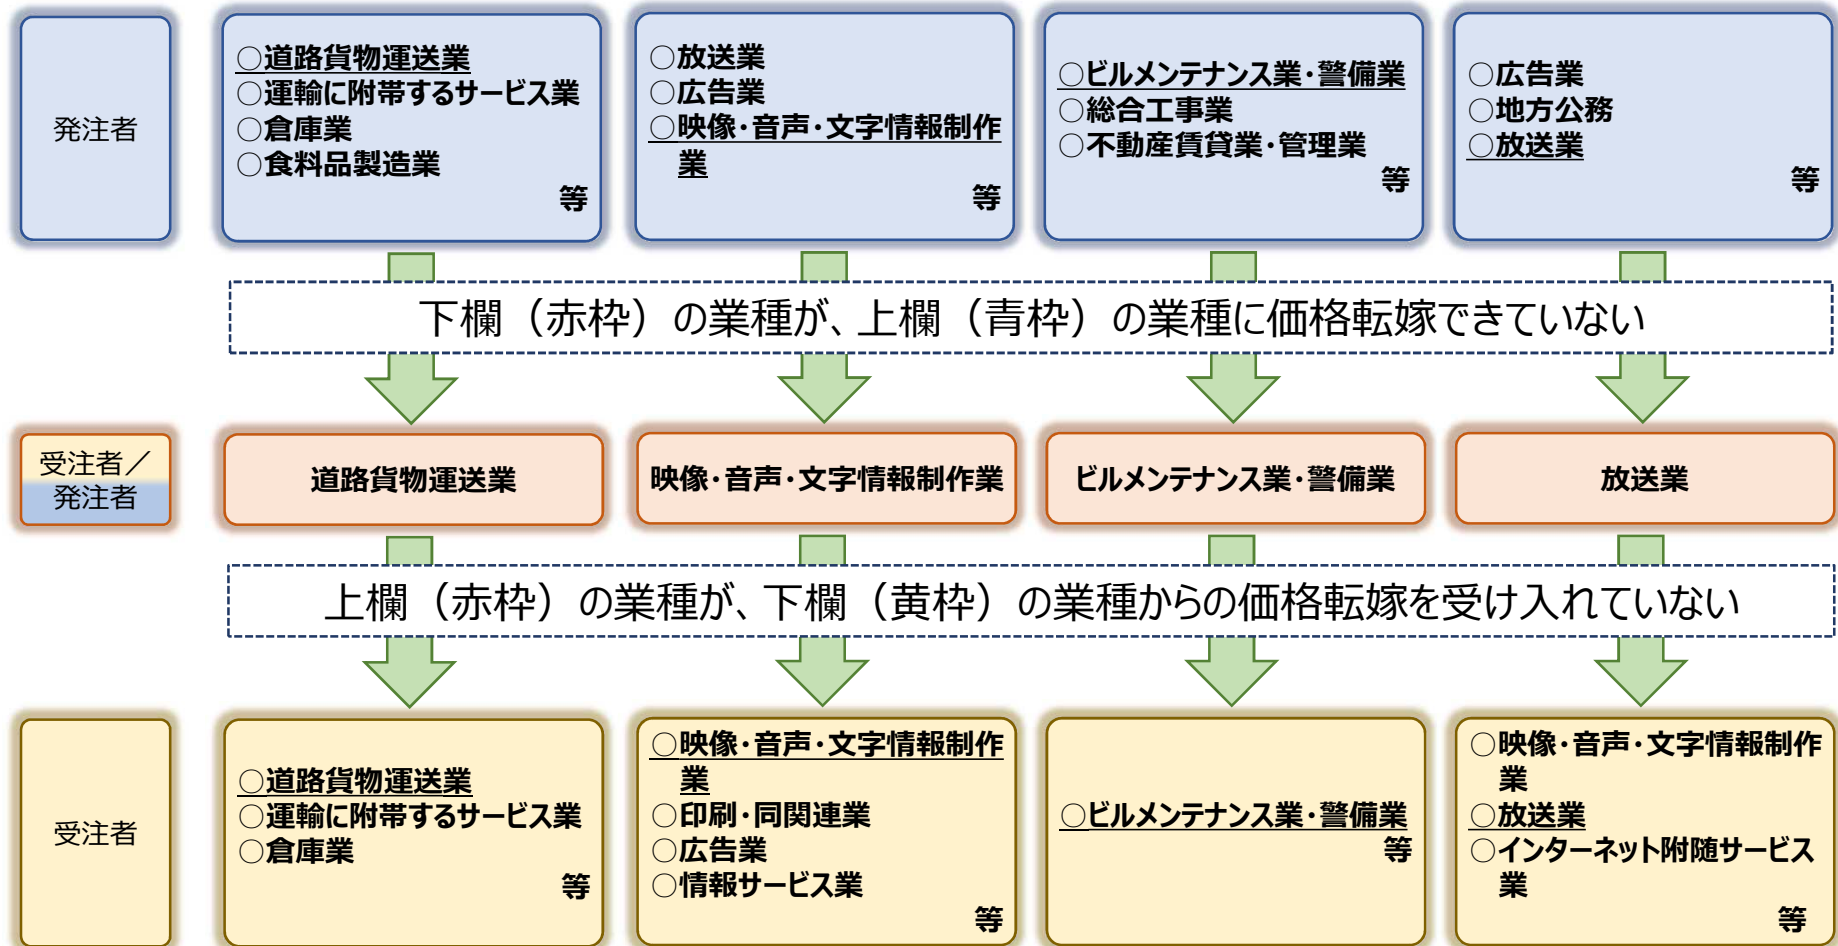 発注者
○道路貨物運送業
○運輸に附帯するサービス業
○倉庫業
○食料品製造業
等
○放送業
○広告業
○映像・音声・文字情報制作
業
等
○ビルメンテナンス業・警備業
○総合工事業
○不動産賃貸業・管理業
等
○広告業
○地方公務
○放送業
等
下欄（赤枠）の業種が、上欄（青枠）の業種に価格転嫁できていない
受注者／
発注者
道路貨物運送業
映像・音声・文字情報制作業
ビルメンテナンス業・警備業
放送業
上欄（赤枠）の業種が、下欄（黄枠）の業種からの価格転嫁を受け入れていない
受注者
○道路貨物運送業
○運輸に附帯するサービス業
○倉庫業
等
○映像・音声・文字情報制作
業
○印刷・同関連業
○広告業
○情報サービス業
等
○ビルメンテナンス業・警備業
等
○映像・音声・文字情報制作
業
○放送業
○インターネット附随サービス
業
等